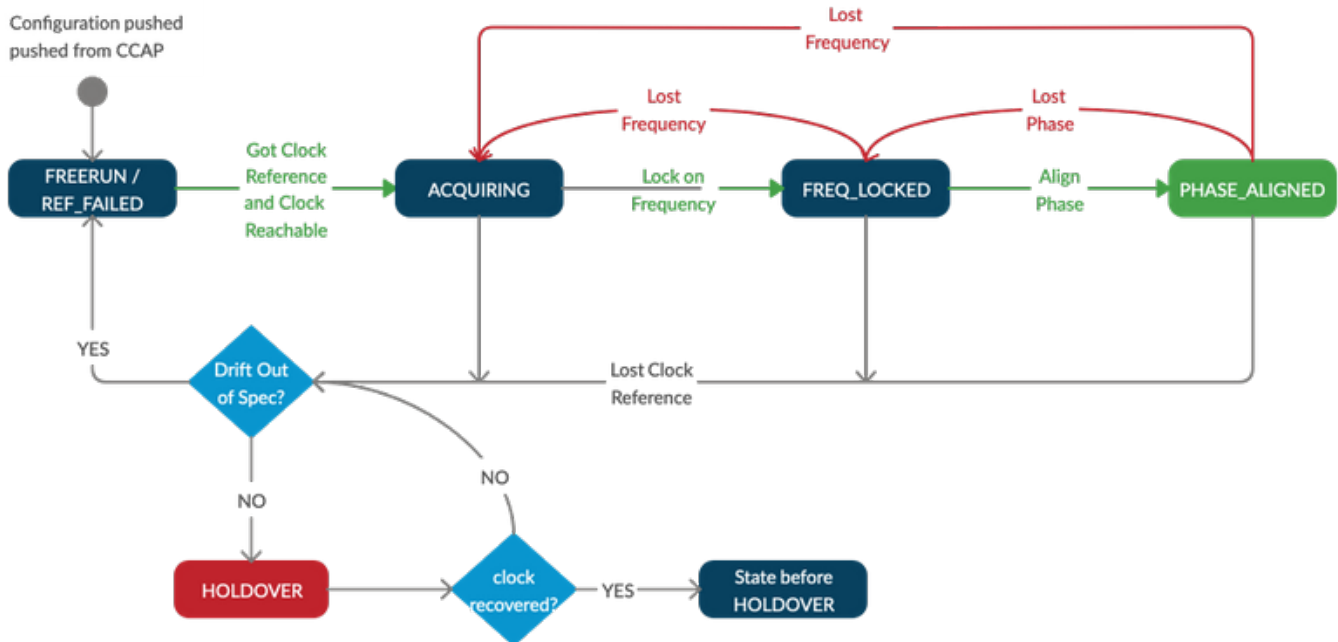 Configuration pushed
pushed from CCAP
Lost
Frequency
Lost
Frequency
Lost
Phase
FREERUN /
REF_FAILED
Got Clock
Reference
and Clock
Reachable
ACQUIRING
Lock on
Frequency
FREQ_LOCKED
Align
Phase
PHASE_ALIGNED
YES
Drift Out
of Spec?
Lost Clock
Reference
NO
NO
HOLDOVER
clock
recovered?
YES
State before
HOLDOVER